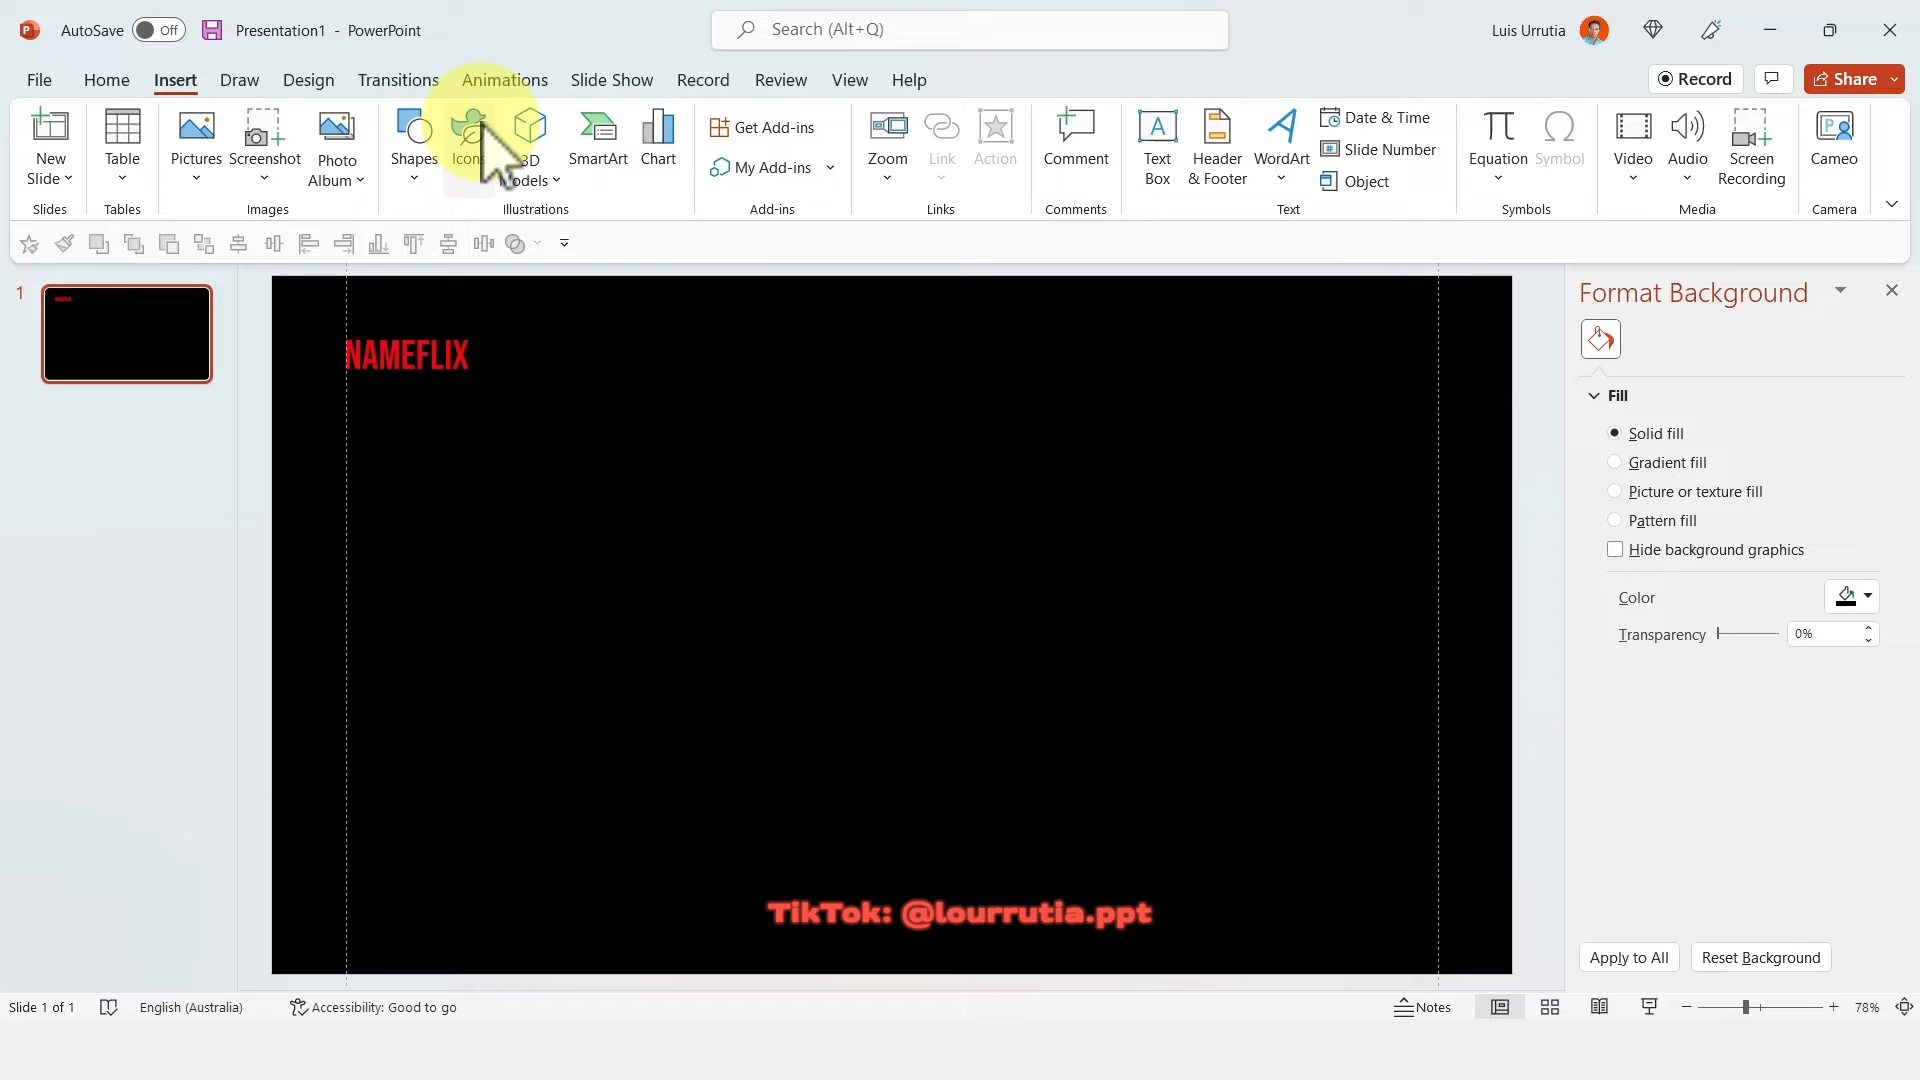 AutoSave Off Presentation1 - PowerPoint Search (Alt+Q) Luis Urrutia
File Home Insert Draw Design Transitions Animations Slide Show Record Review View Help Record Share
New Slide
Table
Pictures
Screenshot
Photo Album
Shapes
Icons
3D Models
SmartArt
Chart
Get Add-ins
My Add-ins
Zoom
Link
Action
Comment
Text Box
Header & Footer
WordArt
Date & Time
Slide Number
Object
Equation
Symbol
Video
Audio
Screen Recording
Cameo
Slides Tables Images Illustrations Add-ins Links Comments Text Symbols Media Camera
1
NAMEFLIX
NAMEFLIX
TikTok: @lourrutia.ppt
Format Background
Fill
Solid fill
Gradient fill
Picture or texture fill
Pattern fill
Hide background graphics
Color
Transparency 0%
Apply to All Reset Background
Slide 1 of 1 English (Australia) Accessibility: Good to go Notes 78%